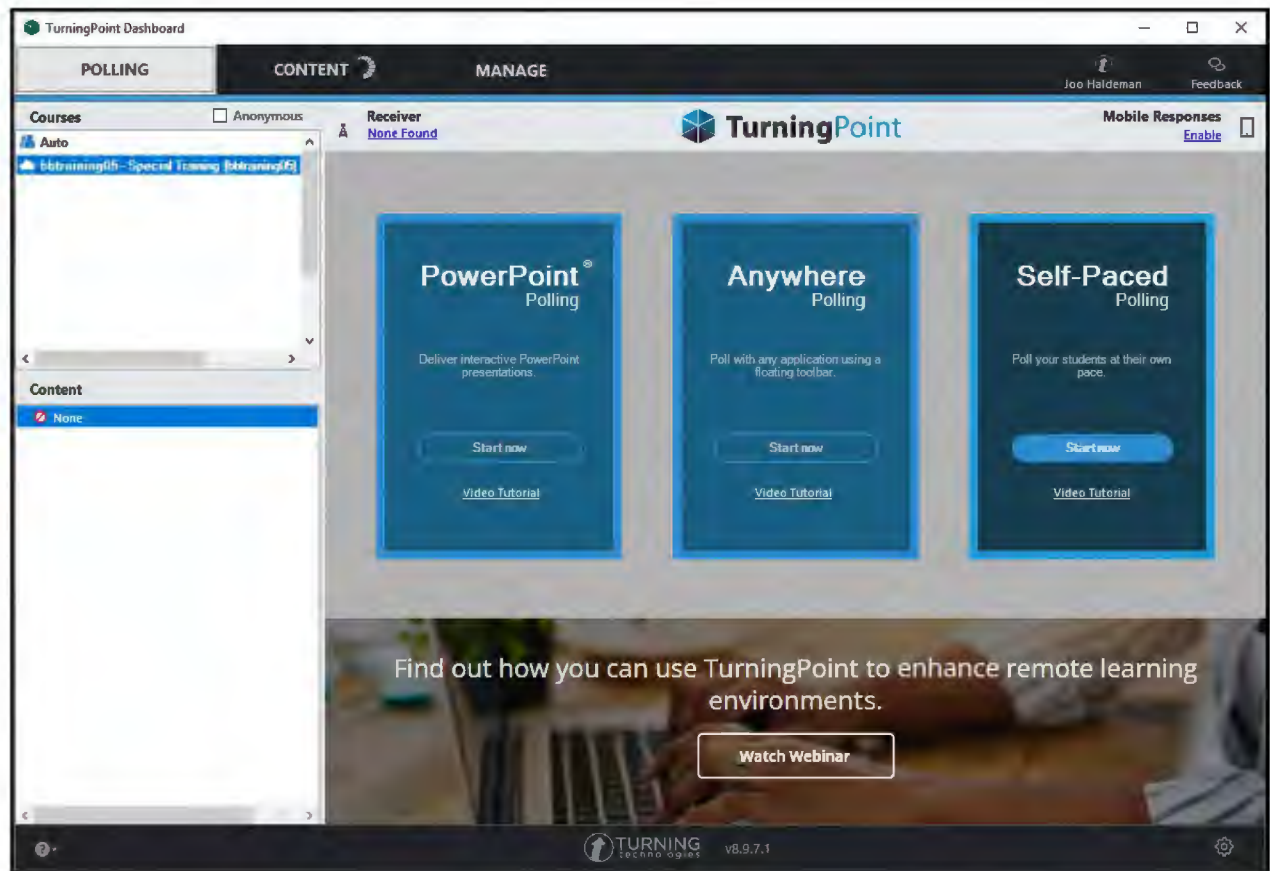 TurningPoint Dashboard
POLLING
CONTENT
MANAGE
Joo Haldeman
Feedback
Courses
Anonymous
Auto
bbtraining05 - Special Training [bbtraining05]
Receiver
None Found
TurningPoint
Mobile Responses
Enable
PowerPoint®
Polling
Deliver interactive PowerPoint
presentations.
Start now
Video Tutorial
Anywhere
Polling
Poll with any application using a
floating toolbar.
Start now
Video Tutorial
Self-Paced
Polling
Poll your students at their own
pace.
Start now
Video Tutorial
Content
None
Find out how you can use TurningPoint to enhance remote learning
environments.
Watch Webinar
TURNING
technologies
v8.9.7.1